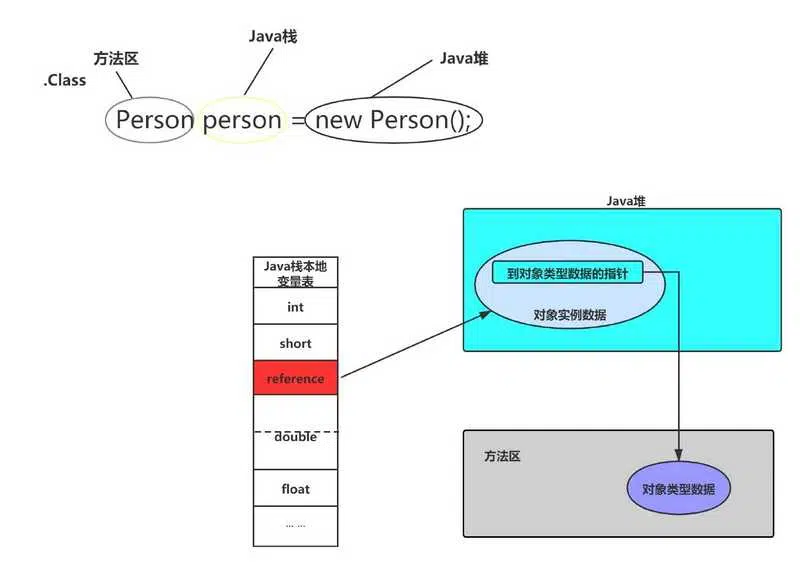 Java栈
方法区
Java堆
.Class
Person person = new Person();
Java堆
Java栈本地
变量表
int
short
reference
double
float
... ...
到对象类型数据的指针
对象实例数据
方法区
对象类型数据